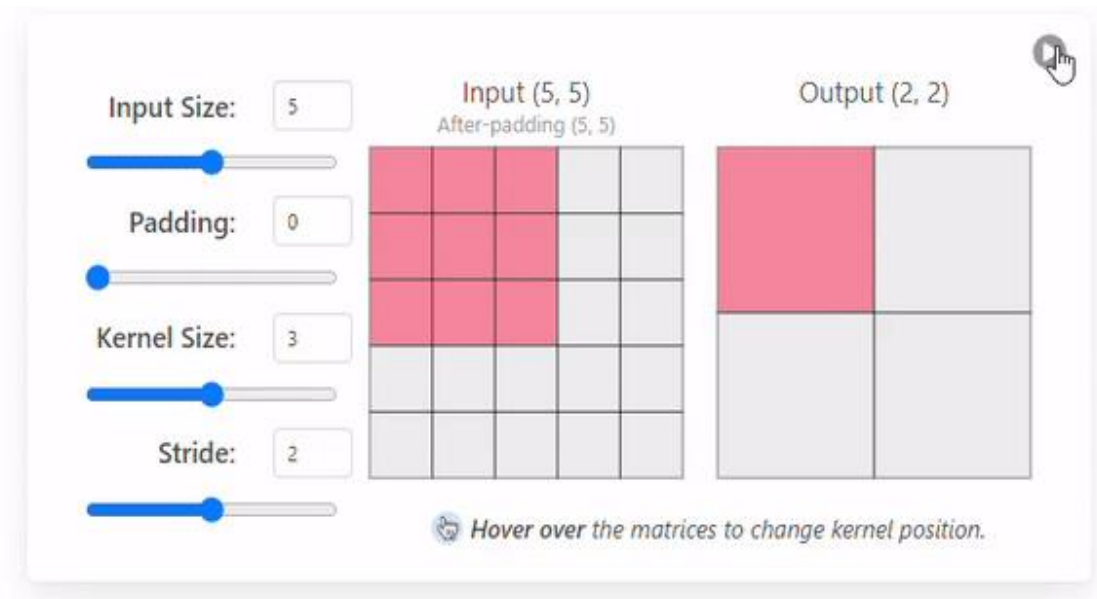 Input Size: 5
Padding: 0
Kernel Size: 3
Stride: 2
Input (5, 5)
After-padding (5, 5)
Output (2, 2)
Hover over the matrices to change kernel position.